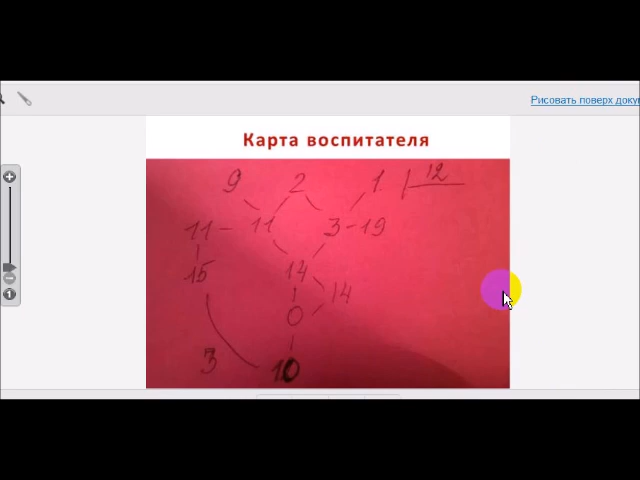 Рисовать поверх доку
Карта воспитателя
9 2 1 12
11 - 11 3 - 19
15 14
14
0
3 10
1